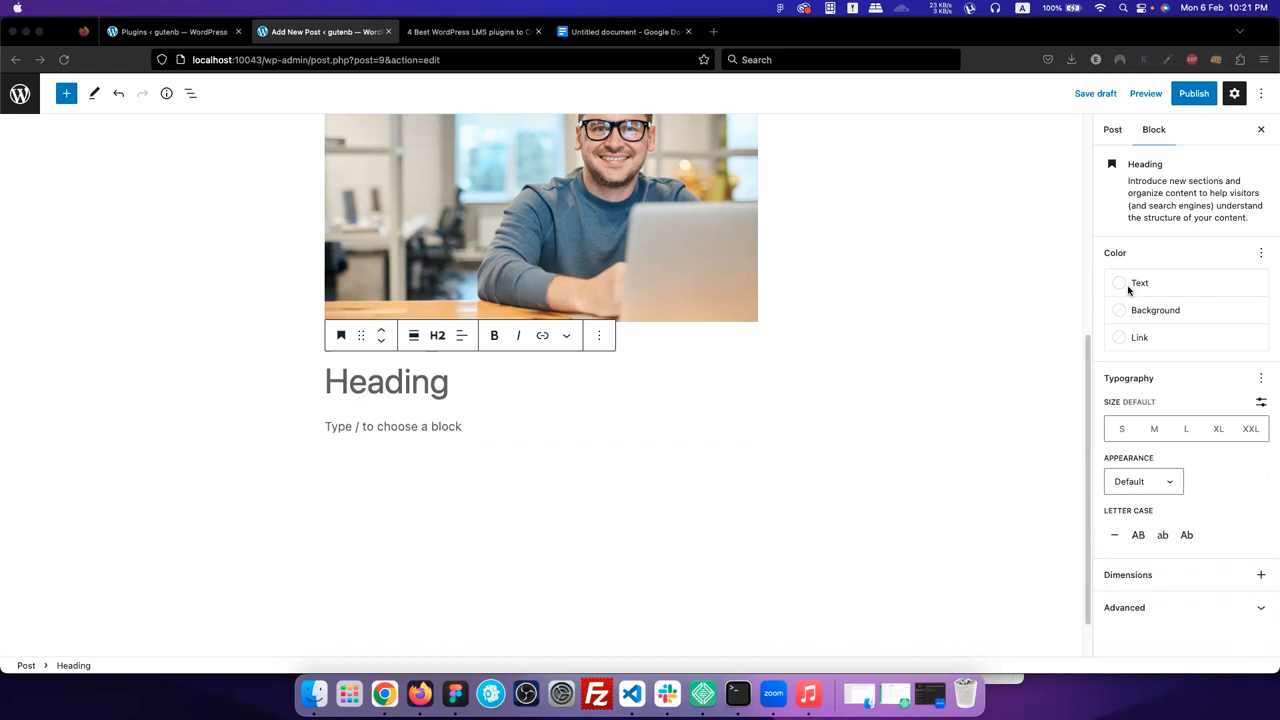 23 KB/s
4 KB/s
A
100%
Mon 6 Feb 10:21 PM
Plugins ‹ gutenb — WordPress
Add New Post ‹ gutenb — Word
4 Best WordPress LMS plugins to C
Untitled document - Google Do
localhost:10043/wp-admin/post.php?post=9&action=edit
Search
Save draft
Preview
Publish
Post
Block
Heading
Introduce new sections and
organize content to help visitors
(and search engines) understand
the structure of your content.
Color
Text
Background
Link
H2
B
I
Heading
Type / to choose a block
Typography
SIZE DEFAULT
S M L XL XXL
APPEARANCE
Default
LETTER CASE
– AB ab Ab
Dimensions
Advanced
Post
Heading
Fz
zoom